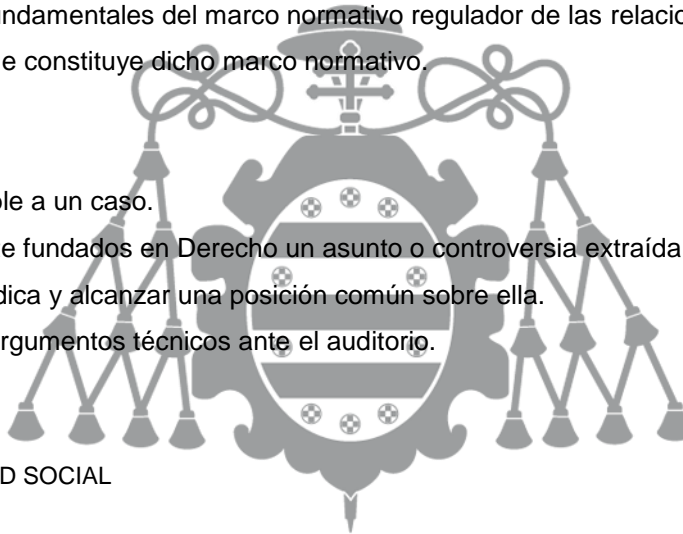 ndamentales del marco normativo regulador de las relacio
e constituye dicho marco normativo.
le a un caso.
e fundados en Derecho un asunto o controversia extraída
dica y alcanzar una posición común sobre ella.
rgumentos técnicos ante el auditorio.
D SOCIAL